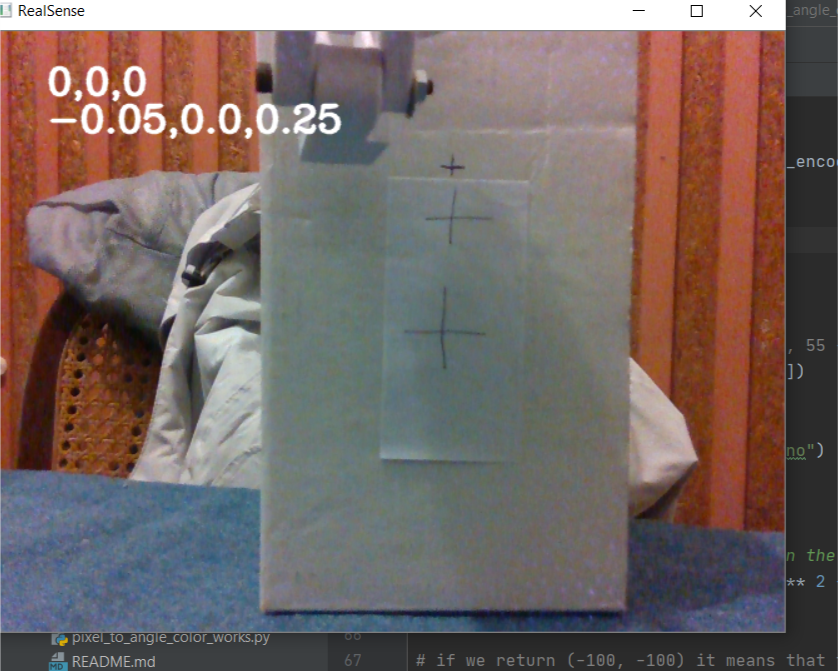 RealSense
_angle_
0,0,0
-0.05,0.0,0.25
_enco
, 55
])
no")
n the
** 2
pixel_to_angle_color_works.py
66
README.md
67 # if we return (-100, -100) it means that